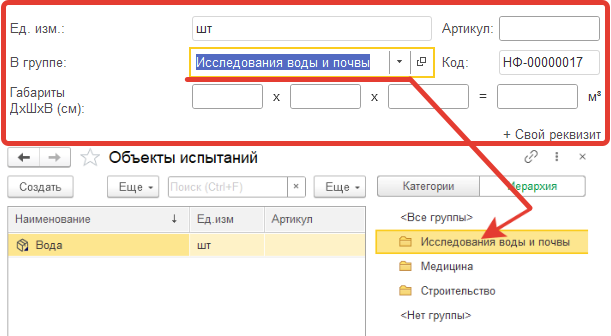 Ед. изм.: шт Артикул:
В группе: Исследования воды и почвы Код: НФ-00000017
Габариты
ДxШxВ (см): x x = м³
+ Свой реквизит
Объекты испытаний
Создать Еще Поиск (Ctrl+F) × Еще Категории Иерархия
Наименование ↓ Ед.изм Артикул <Все группы>
Вода шт Исследования воды и почвы
Медицина
Строительство
<Нет группы>